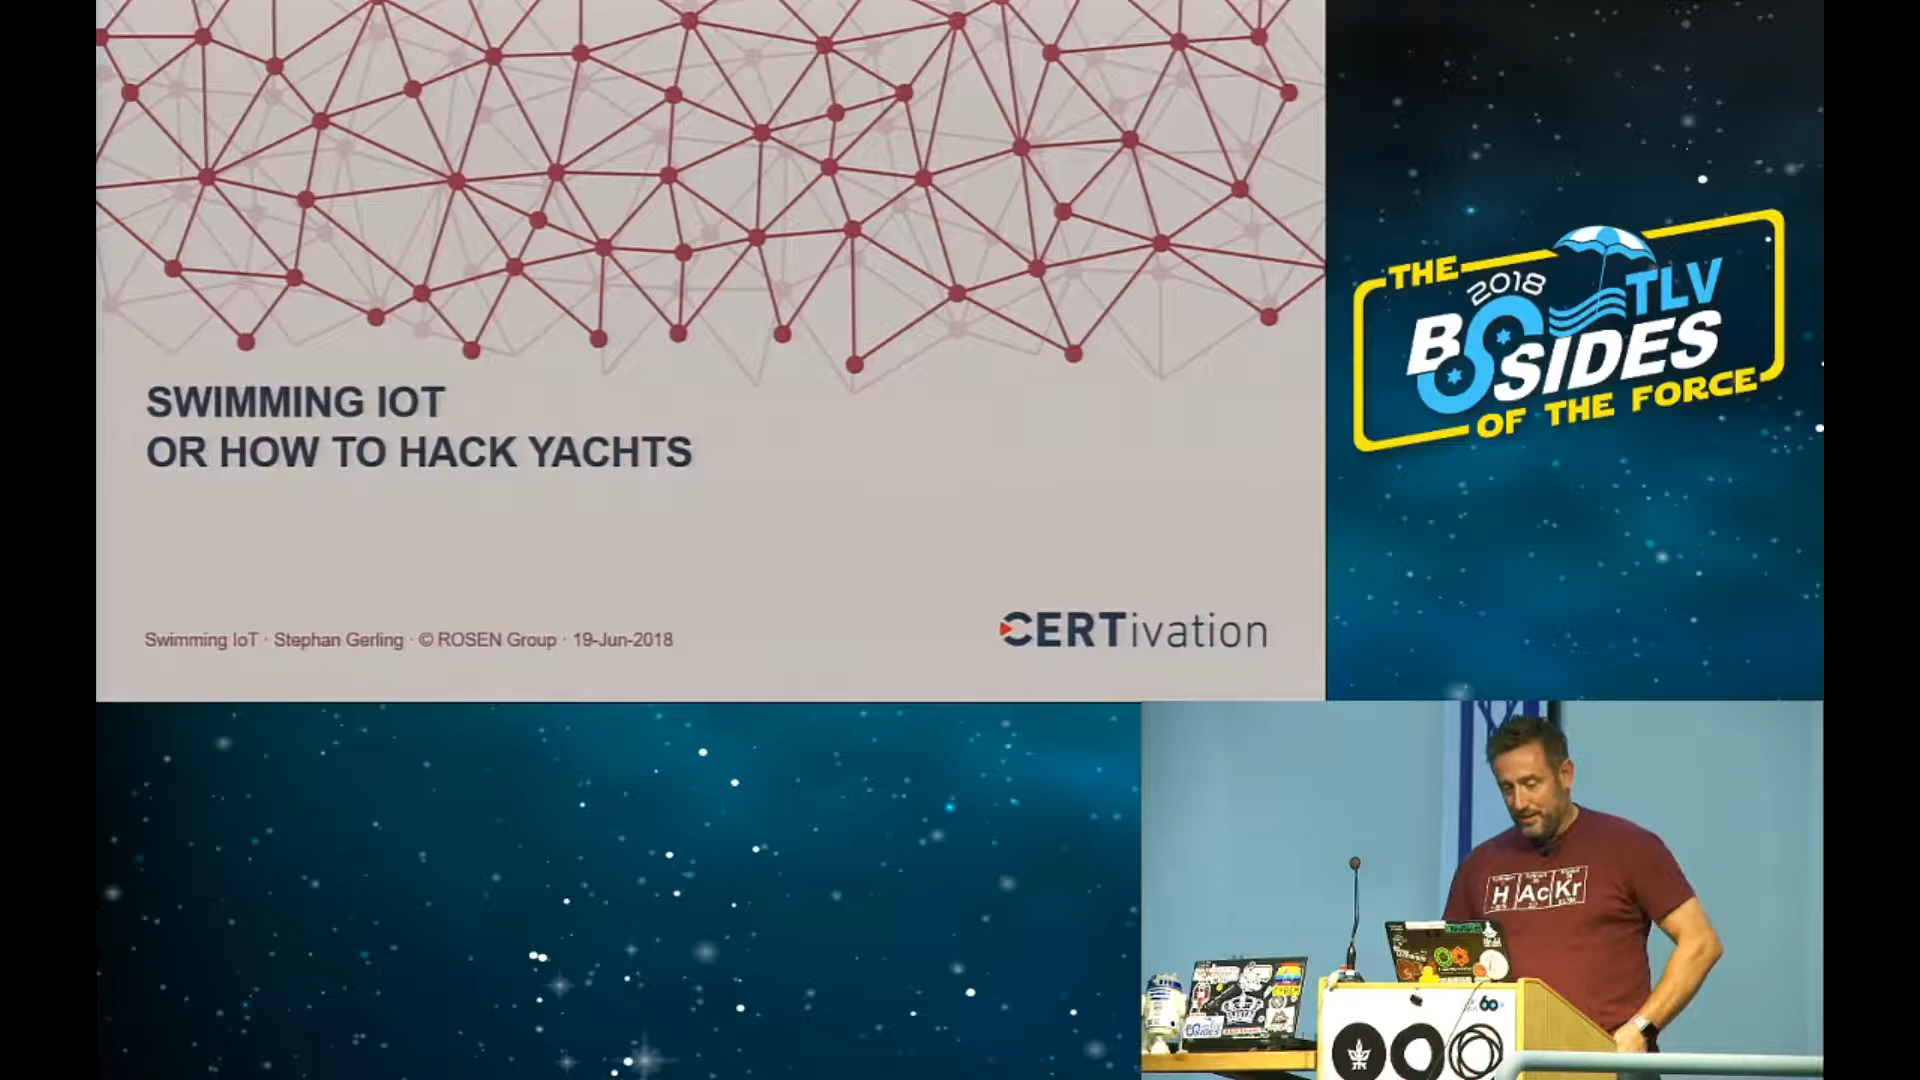 SWIMMING IOT
OR HOW TO HACK YACHTS
Swimming IoT · Stephan Gerling · © ROSEN Group · 19-Jun-2018
CERTivation
THE
2018
TLV
BSIDES
OF THE FORCE
H Ac Kr
60